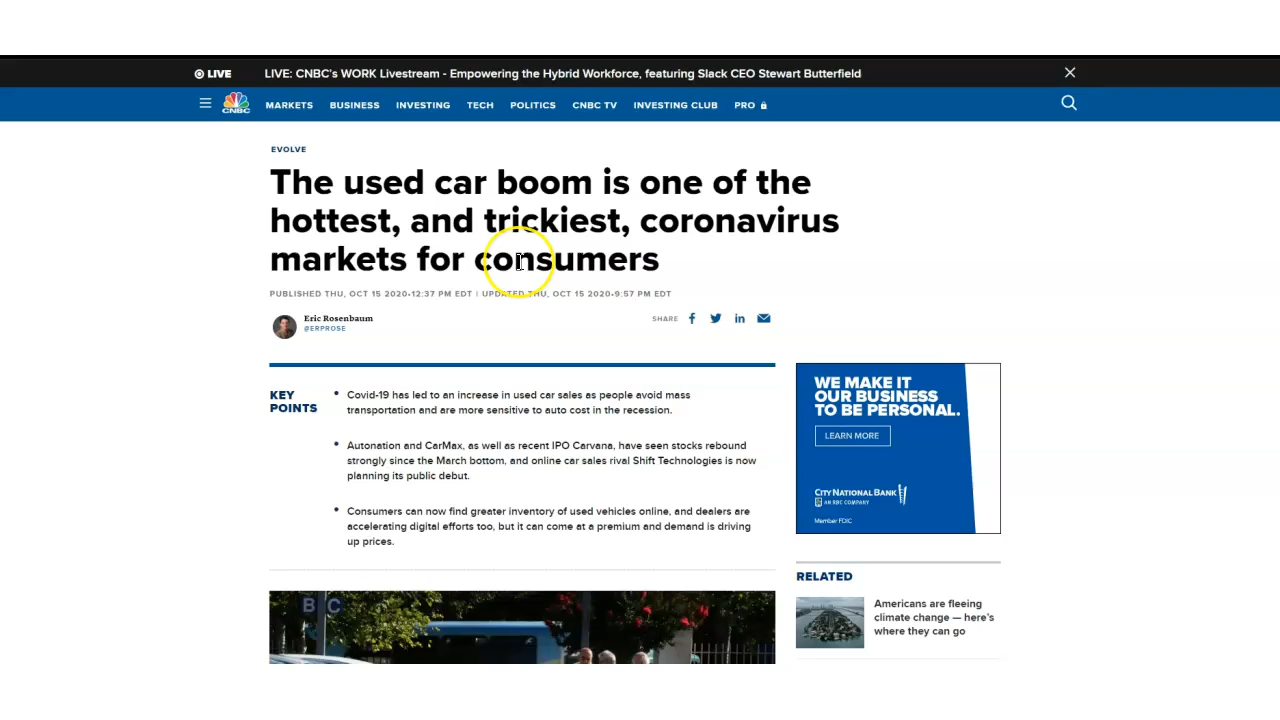 LIVE
LIVE: CNBC's WORK Livestream - Empowering the Hybrid Workforce, featuring Slack CEO Stewart Butterfield
CNBC
MARKETS BUSINESS INVESTING TECH POLITICS CNBC TV INVESTING CLUB PRO
EVOLVE
The used car boom is one of the
hottest, and trickiest, coronavirus
markets for consumers
PUBLISHED THU, OCT 15 2020•12:37 PM EDT | UPDATED THU, OCT 15 2020•9:57 PM EDT
Eric Rosenbaum
@ERPROSE
SHARE
KEY
POINTS
• Covid-19 has led to an increase in used car sales as people avoid mass
transportation and are more sensitive to auto cost in the recession.
• Autonation and CarMax, as well as recent IPO Carvana, have seen stocks rebound
strongly since the March bottom, and online car sales rival Shift Technologies is now
planning its public debut.
• Consumers can now find greater inventory of used vehicles online, and dealers are
accelerating digital efforts too, but it can come at a premium and demand is driving
up prices.
WE MAKE IT
OUR BUSINESS
TO BE PERSONAL.
LEARN MORE
CITY NATIONAL BANK
AN RBC COMPANY
Member FDIC
RELATED
Americans are fleeing
climate change — here's
where they can go